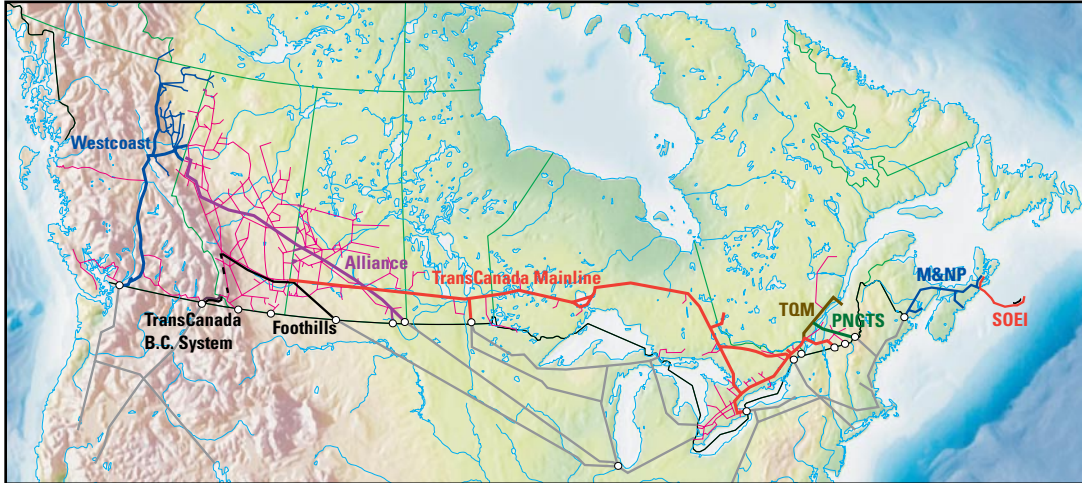 Westcoast
Alliance
TransCanada Mainline
M&NP
TQM
PNGTS
SOEI
TransCanada
B.C. System
Foothills